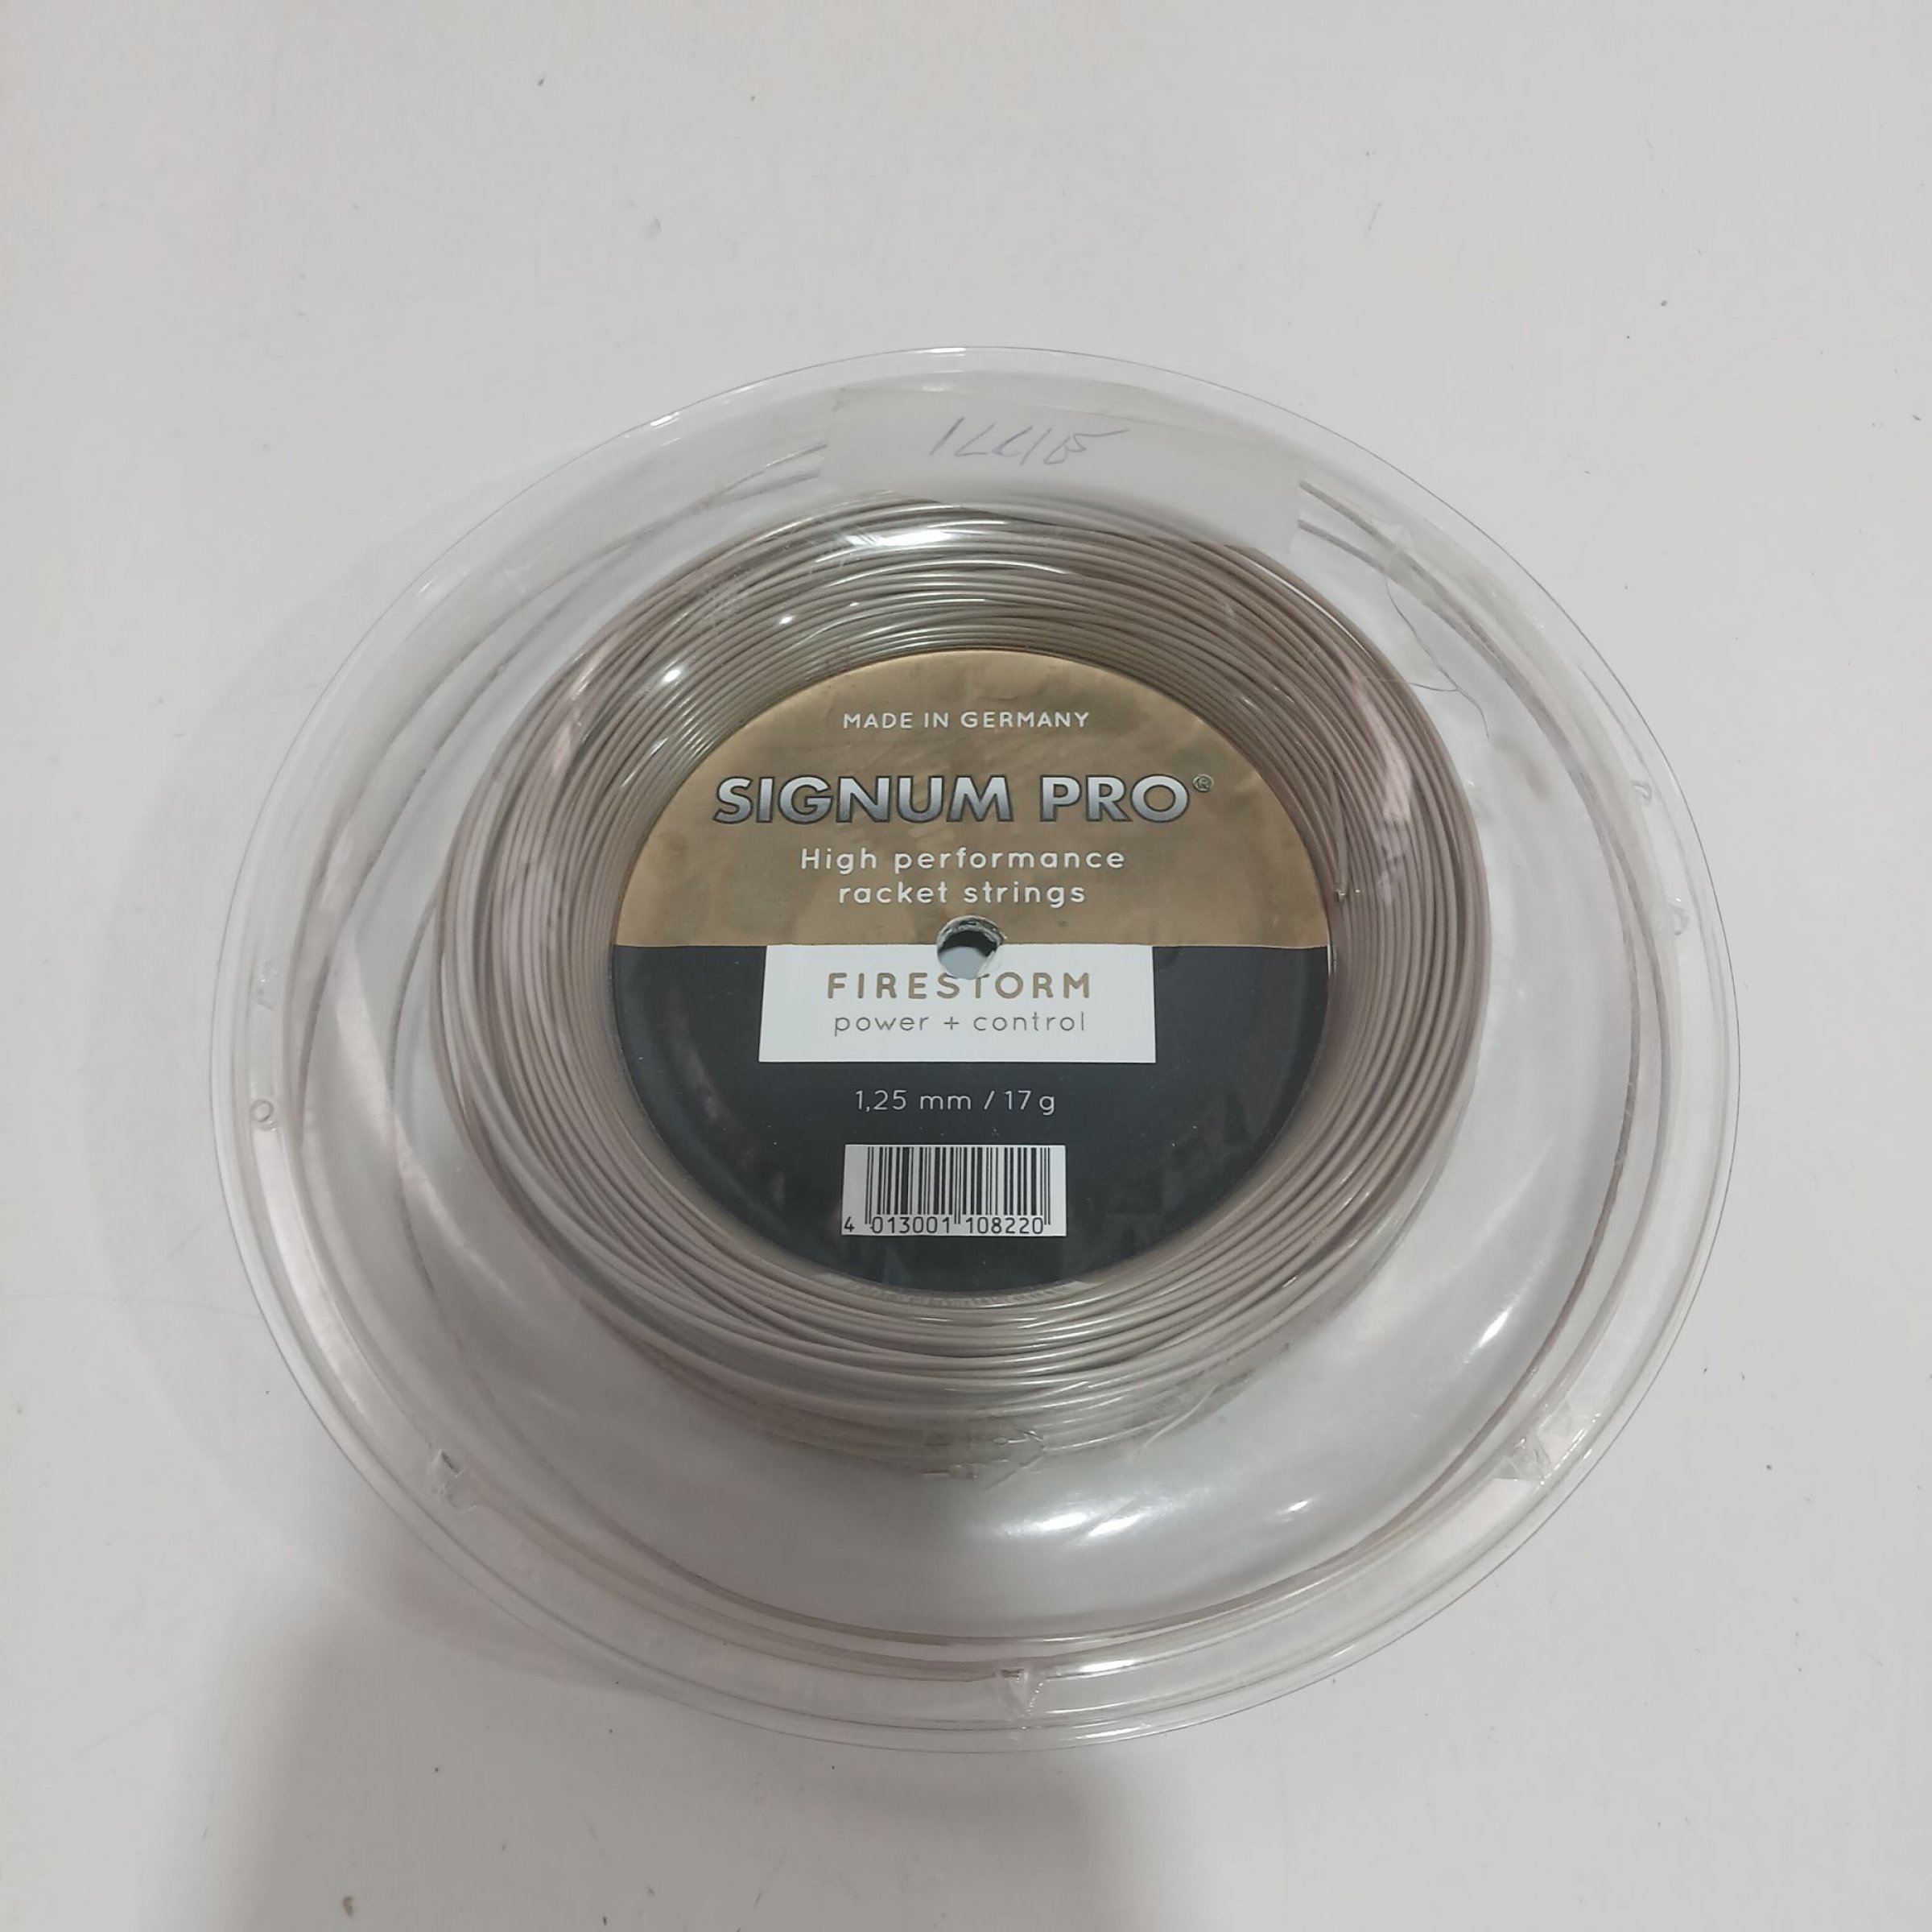 MADE IN GERMANY
SIGNUM PRO®
High performance
racket strings
FIRESTORM
power + control
1,25 mm / 17 g
4 013001 108220